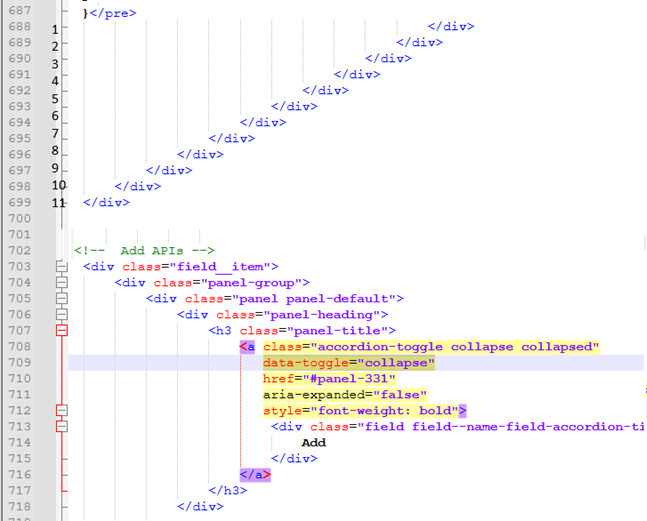 687 }</pre>
688 1 </div>
689 2 </div>
690 3 </div>
691 4 </div>
692 </div>
693 5 </div>
694 6 </div>
695 7 </div>
696 8 </div>
697 9 </div>
698 10 </div>
699 11 </div>
700
701
702 <!--  Add APIs -->
703 <div class="field__item">
704 <div class="panel-group">
705 <div class="panel panel-default">
706 <div class="panel-heading">
707 <h3 class="panel-title">
708 <a class="accordion-toggle collapse collapsed"
709 data-toggle="collapse"
710 href="#panel-331"
711 aria-expanded="false"
712 style="font-weight: bold">
713 <div class="field field--name-field-accordion-ti
714 Add
715 </div>
716 </a>
717 </h3>
718 </div>